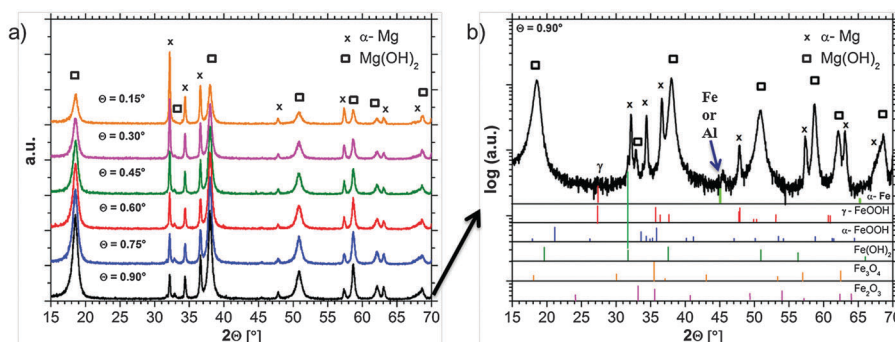 a)
x α- Mg
Mg(OH)2
Θ = 0.15°
Θ = 0.30°
Θ = 0.45°
Θ = 0.60°
Θ = 0.75°
Θ = 0.90°
x x x x x x x
a.u.
15 20 25 30 35 40 45 50 55 60 65 70
2Θ [°]
b)
Θ = 0.90°
x α- Mg
Mg(OH)2
x x x x x x x
Fe
or
Al
γ
log (a.u.)
α- Fe
γ- FeOOH
α- FeOOH
Fe(OH)2
Fe3O4
Fe2O3
15 20 25 30 35 40 45 50 55 60 65 70
2Θ [°]